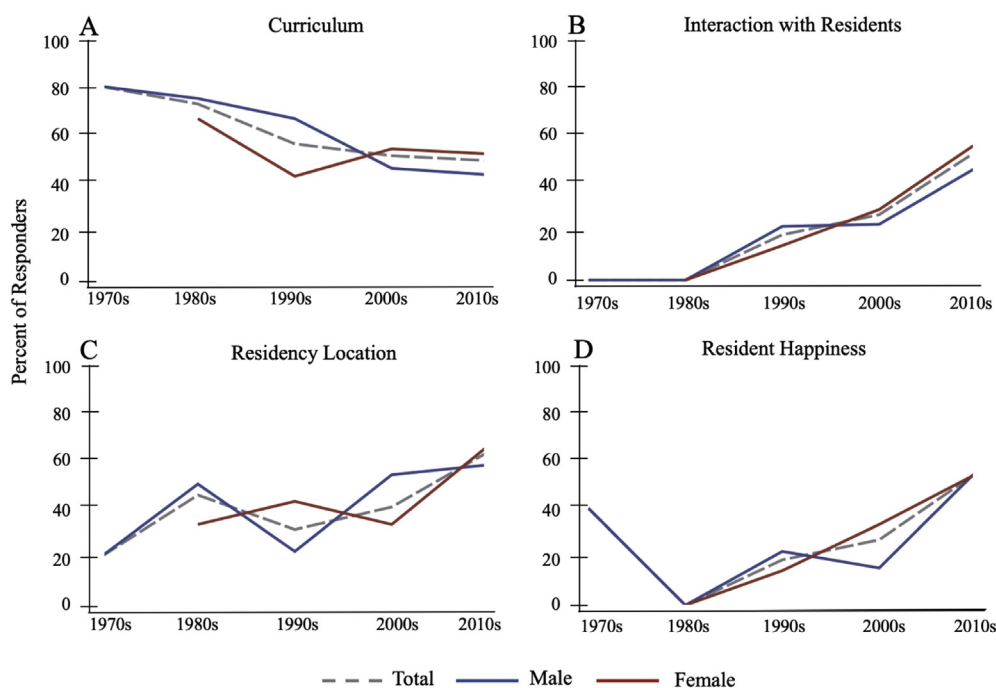 A
Curriculum
100
80
60
40
20
0
1970s 1980s 1990s 2000s 2010s
B
Interaction with Residents
100
80
60
40
20
0
1970s 1980s 1990s 2000s 2010s
Percent of Responders
C
Residency Location
100
80
60
40
20
0
1970s 1980s 1990s 2000s 2010s
D
Resident Happiness
100
80
60
40
20
0
1970s 1980s 1990s 2000s 2010s
Total Male Female